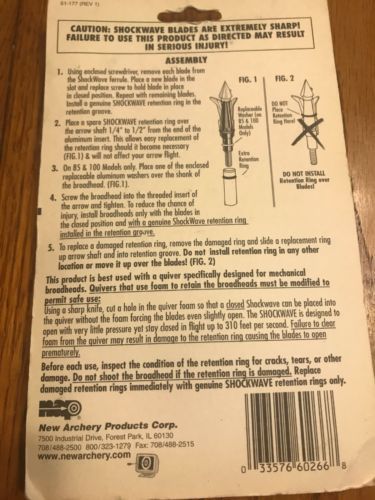 51-177 (REV 1)
CAUTION: SHOCKWAVE BLADES ARE EXTREMELY SHARP!
FAILURE TO USE THIS PRODUCT AS DIRECTED MAY RESULT
IN SERIOUS INJURY!
ASSEMBLY
1. Using enclosed screwdriver, remove each blade from
the ShockWave Ferrule. Place a new blade in the
slot and replace screw to hold blade in place
in closed position. Repeat with remaining blades.
Install a genuine SHOCKWAVE retention ring in the
retention groove.
2. Place a spare SHOCKWAVE retention ring over
the arrow shaft 1/4" to 1/2" from the end of the
aluminum insert. This allows easy replacement of
the retention ring should it become necessary
(FIG.1) & will not affect your arrow flight.
3. On 85 & 100 Models only. Place one of the enclosed
replaceable aluminum washers over the shank of
the broadhead. (FIG.1).
4. Screw the broadhead into the threaded insert of
the arrow and tighten. To reduce the chance of
injury, install broadheads only with the blades in
the closed position and with a genuine ShockWave retention ring
installed in the retention groove.
5. To replace a damaged retention ring, remove the damaged ring and slide a replacement ring
up arrow shaft and into retention groove. Do not install retention ring in any other
location or move it up over the blades! (FIG. 2)
FIG. 1
Replaceable
Washer (on
85 & 100
Models
Only)
Extra
Retention
Ring
FIG. 2
DO NOT
Place
Retention
Ring Here!
DO NOT INSTALL
Retention Ring over
Blades!
This product is best used with a quiver specifically designed for mechanical
broadheads. Quivers that use foam to retain the broadheads must be modified to
permit safe use:
Using a sharp knife, cut a hole in the quiver foam so that a closed Shockwave can be placed into
the quiver without the foam forcing the blades even slightly open. The SHOCKWAVE is designed to
open with very little pressure yet stay closed in flight up to 310 feet per second. Failure to clear
foam from the quiver may result in damage to the retention ring causing the blades to open
prematurely.
Before each use, inspect the condition of the retention ring for cracks, tears, or other
damage. Do not shoot the broadhead if the retention ring is damaged. Replace
damaged retention rings immediately with genuine SHOCKWAVE retention rings only.
New Archery Products Corp.
7500 Industrial Drive, Forest Park, IL 60130
708/488-2500 800/323-1279 Fax: 708/488-2515
www.newarchery.com
0 33576 60266 8